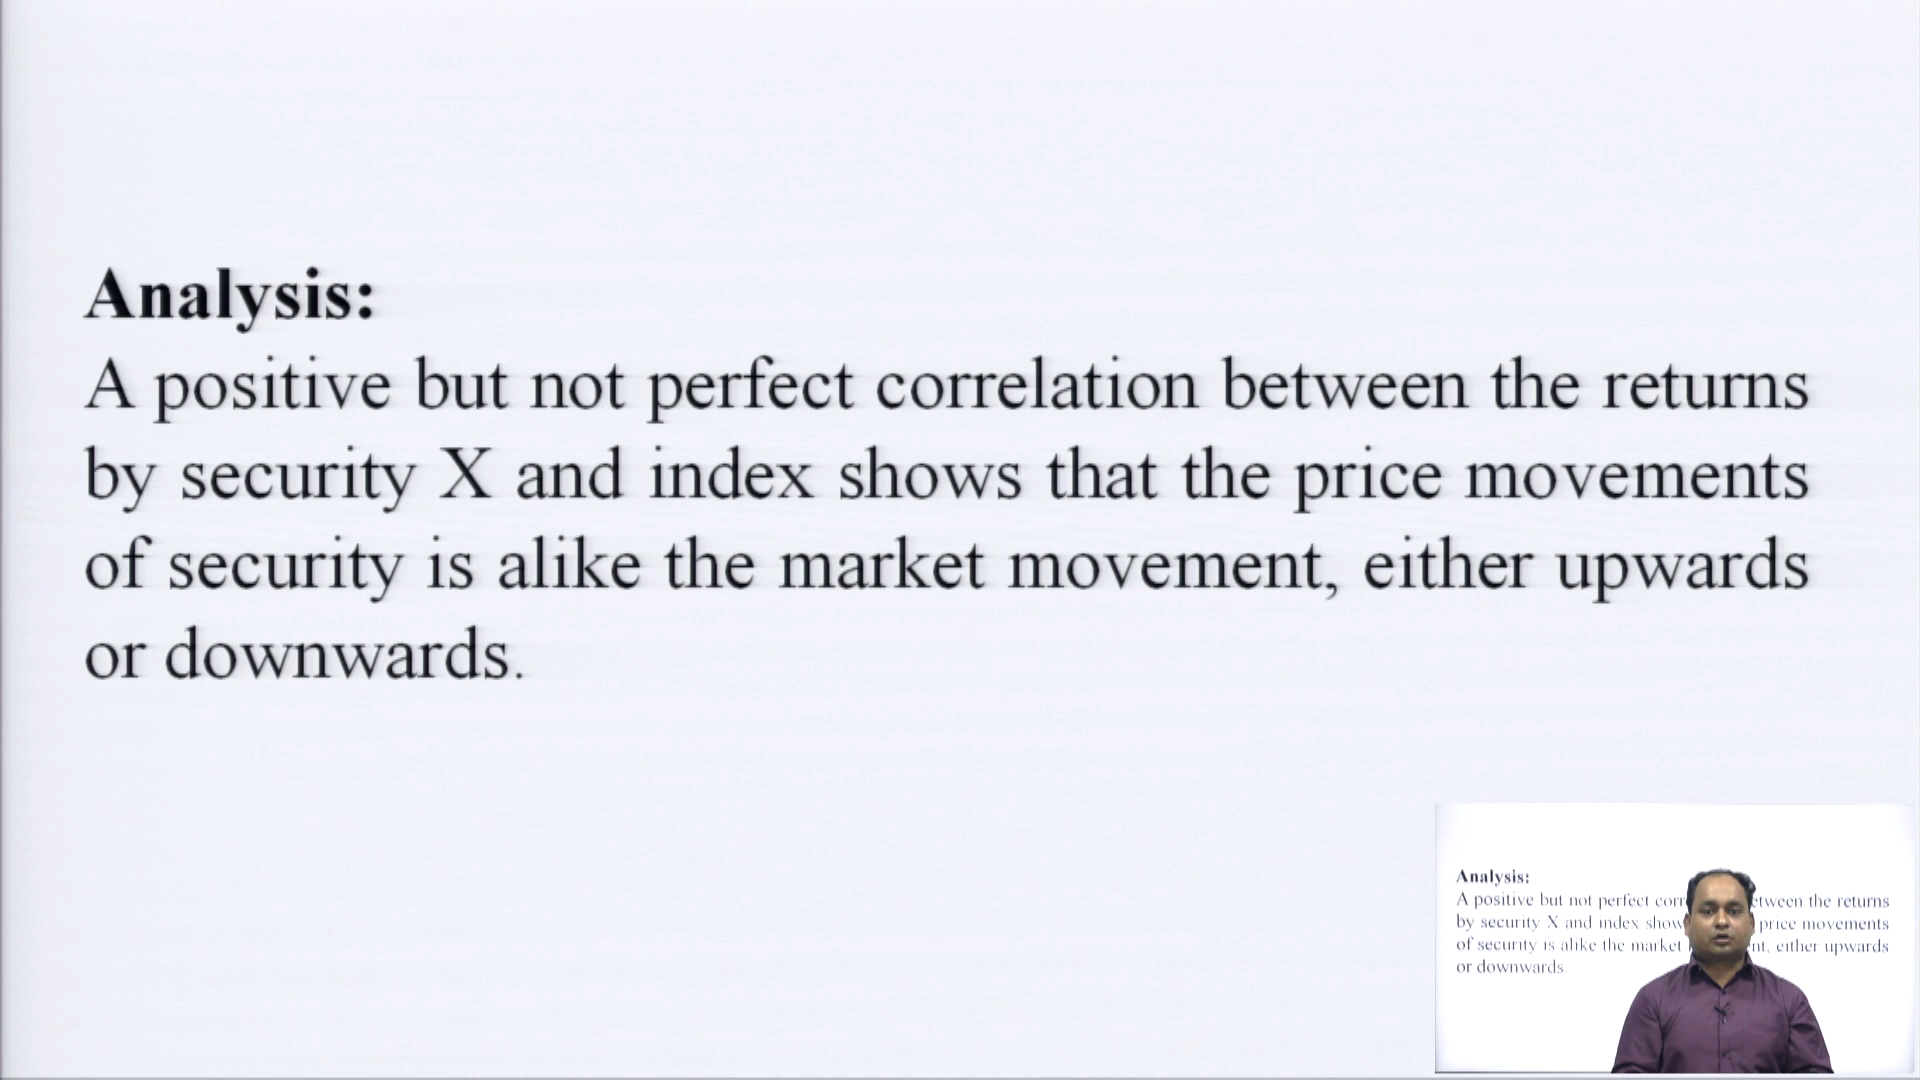 Analysis:
A positive but not perfect correlation between the returns
by security X and index shows that the price movements
of security is alike the market movement, either upwards
or downwards.
Analysis:
A positive but not perfect corr etween the returns
by security X and index show price movements
of security is alike the market nt, either upwards
or downwards.